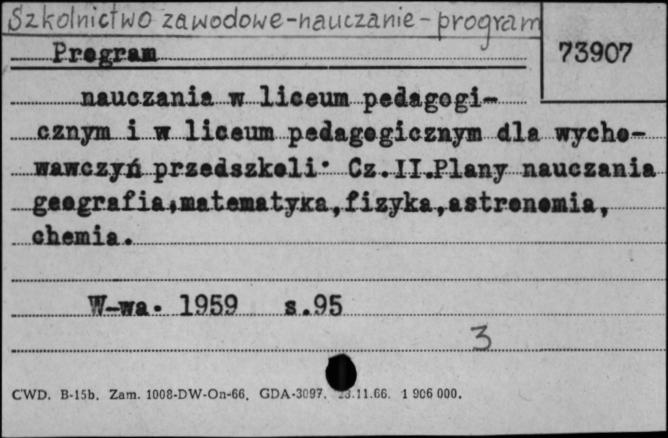 Szkolnictwo zawodowe-nauczanie-program
Program
73907
nauczania w liceum pedagogi-
cznym i w liceum pedagogicznym dla wycho-
wawczyń przedszkoli. Cz.II.Plany nauczania
geografia,matematyka,fizyka,astronomia,
chemia.
W-wa. 1959 s.95
3
CWD. B-15b. Zam. 1008-DW-On-66. GDA-3097. 23.11.66. 1 906 000.